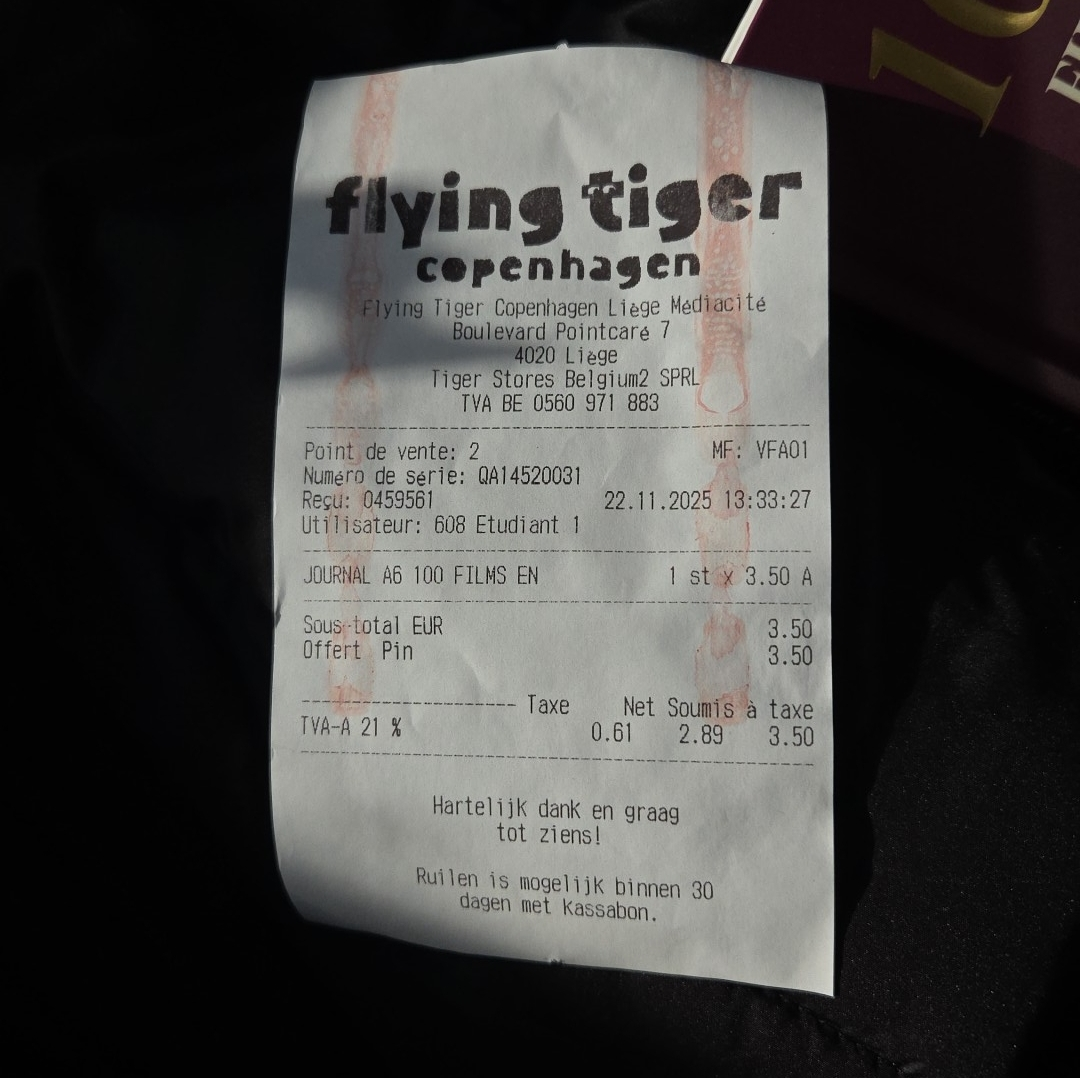 10
flying tiger
copenhagen
Flying Tiger Copenhagen Liège Médiacité
Boulevard Pointcaré 7
4020 Liège
Tiger Stores Belgium2 SPRL
TVA BE 0560 971 883
Point de vente: 2 MF: VFA01
Numéro de série: QA14520031
Reçu: 0459561 22.11.2025 13:33:27
Utilisateur: 608 Etudiant 1
JOURNAL A6 100 FILMS EN 1 st x 3.50 A
Sous-total EUR 3.50
Offert Pin 3.50
Taxe Net Soumis à taxe
TVA-A 21 % 0.61 2.89 3.50
Hartelijk dank en graag
tot ziens!
Ruilen is mogelijk binnen 30
dagen met Kassabon.